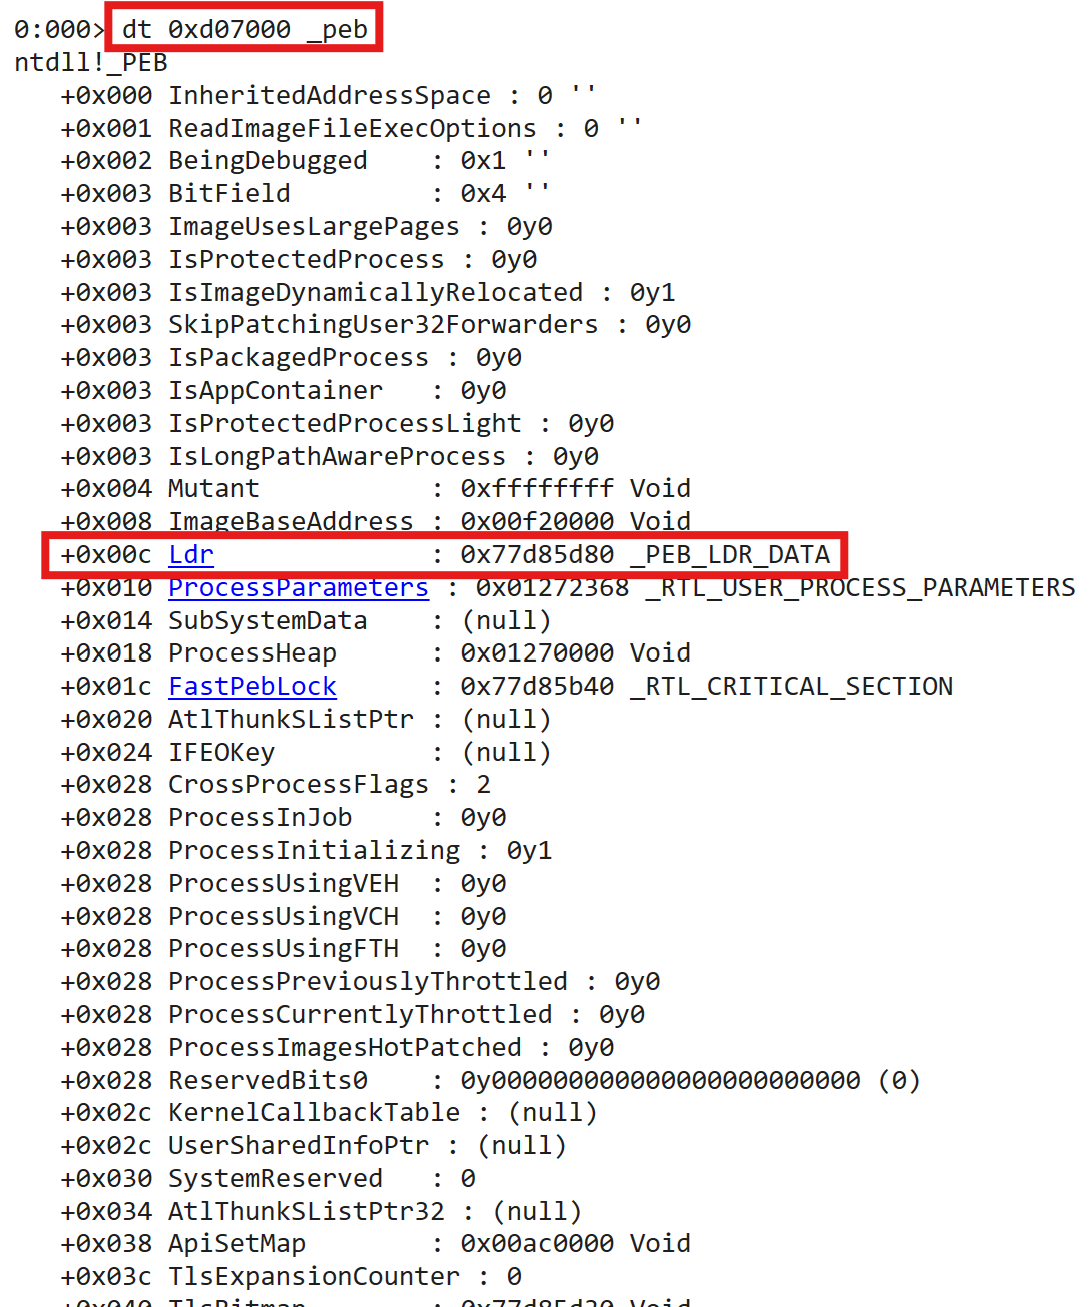 0:000> dt 0xd07000 _peb
ntdll!_PEB
+0x000 InheritedAddressSpace : 0 ''
+0x001 ReadImageFileExecOptions : 0 ''
+0x002 BeingDebugged    : 0x1 ''
+0x003 BitField         : 0x4 ''
+0x003 ImageUsesLargePages : 0y0
+0x003 IsProtectedProcess : 0y0
+0x003 IsImageDynamicallyRelocated : 0y1
+0x003 SkipPatchingUser32Forwarders : 0y0
+0x003 IsPackagedProcess : 0y0
+0x003 IsAppContainer   : 0y0
+0x003 IsProtectedProcessLight : 0y0
+0x003 IsLongPathAwareProcess : 0y0
+0x004 Mutant           : 0xffffffff Void
+0x008 ImageBaseAddress : 0x00f20000 Void
+0x00c Ldr              : 0x77d85d80 _PEB_LDR_DATA
+0x010 ProcessParameters : 0x01272368 _RTL_USER_PROCESS_PARAMETERS
+0x014 SubSystemData    : (null)
+0x018 ProcessHeap      : 0x01270000 Void
+0x01c FastPebLock      : 0x77d85b40 _RTL_CRITICAL_SECTION
+0x020 AtlThunkSListPtr : (null)
+0x024 IFEOKey          : (null)
+0x028 CrossProcessFlags : 2
+0x028 ProcessInJob     : 0y0
+0x028 ProcessInitializing : 0y1
+0x028 ProcessUsingVEH  : 0y0
+0x028 ProcessUsingVCH  : 0y0
+0x028 ProcessUsingFTH  : 0y0
+0x028 ProcessPreviouslyThrottled : 0y0
+0x028 ProcessCurrentlyThrottled : 0y0
+0x028 ProcessImagesHotPatched : 0y0
+0x028 ReservedBits0    : 0y000000000000000000000000 (0)
+0x02c KernelCallbackTable : (null)
+0x02c UserSharedInfoPtr : (null)
+0x030 SystemReserved   : 0
+0x034 AtlThunkSListPtr32 : (null)
+0x038 ApiSetMap        : 0x00ac0000 Void
+0x03c TlsExpansionCounter : 0
+0x040 TlsBitmap        : 0x77d85d30 Void